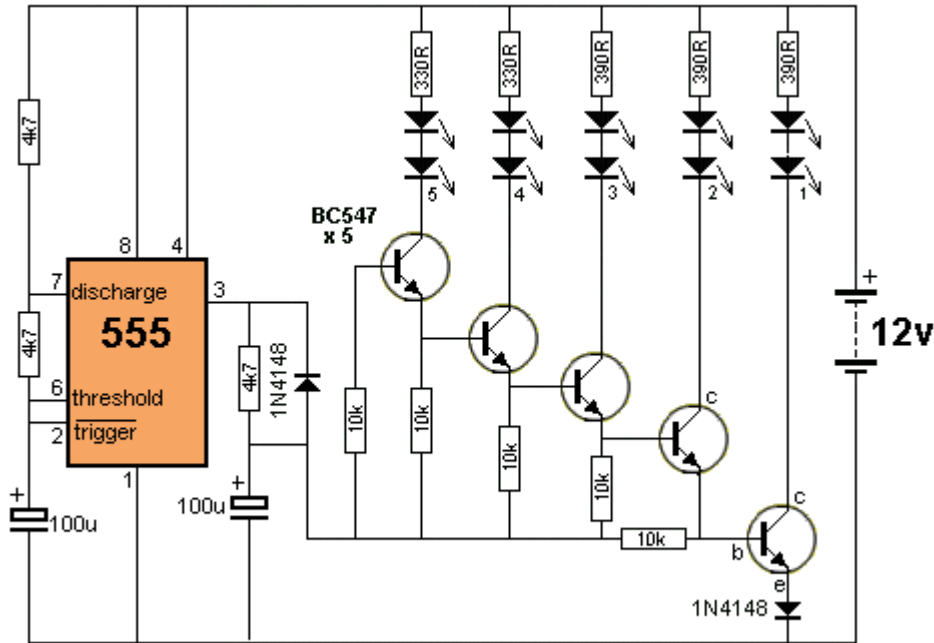 330R
330R
390R
390R
390R
4k7
5
4
3
2
1
BC547
x 5
8
4
7
discharge
3
+
555
12v
4k7
4k7
1N4148
6
threshold
c
2
trigger
10k
10k
10k
10k
1
+
+
100u
100u
c
10k
b
e
1N4148